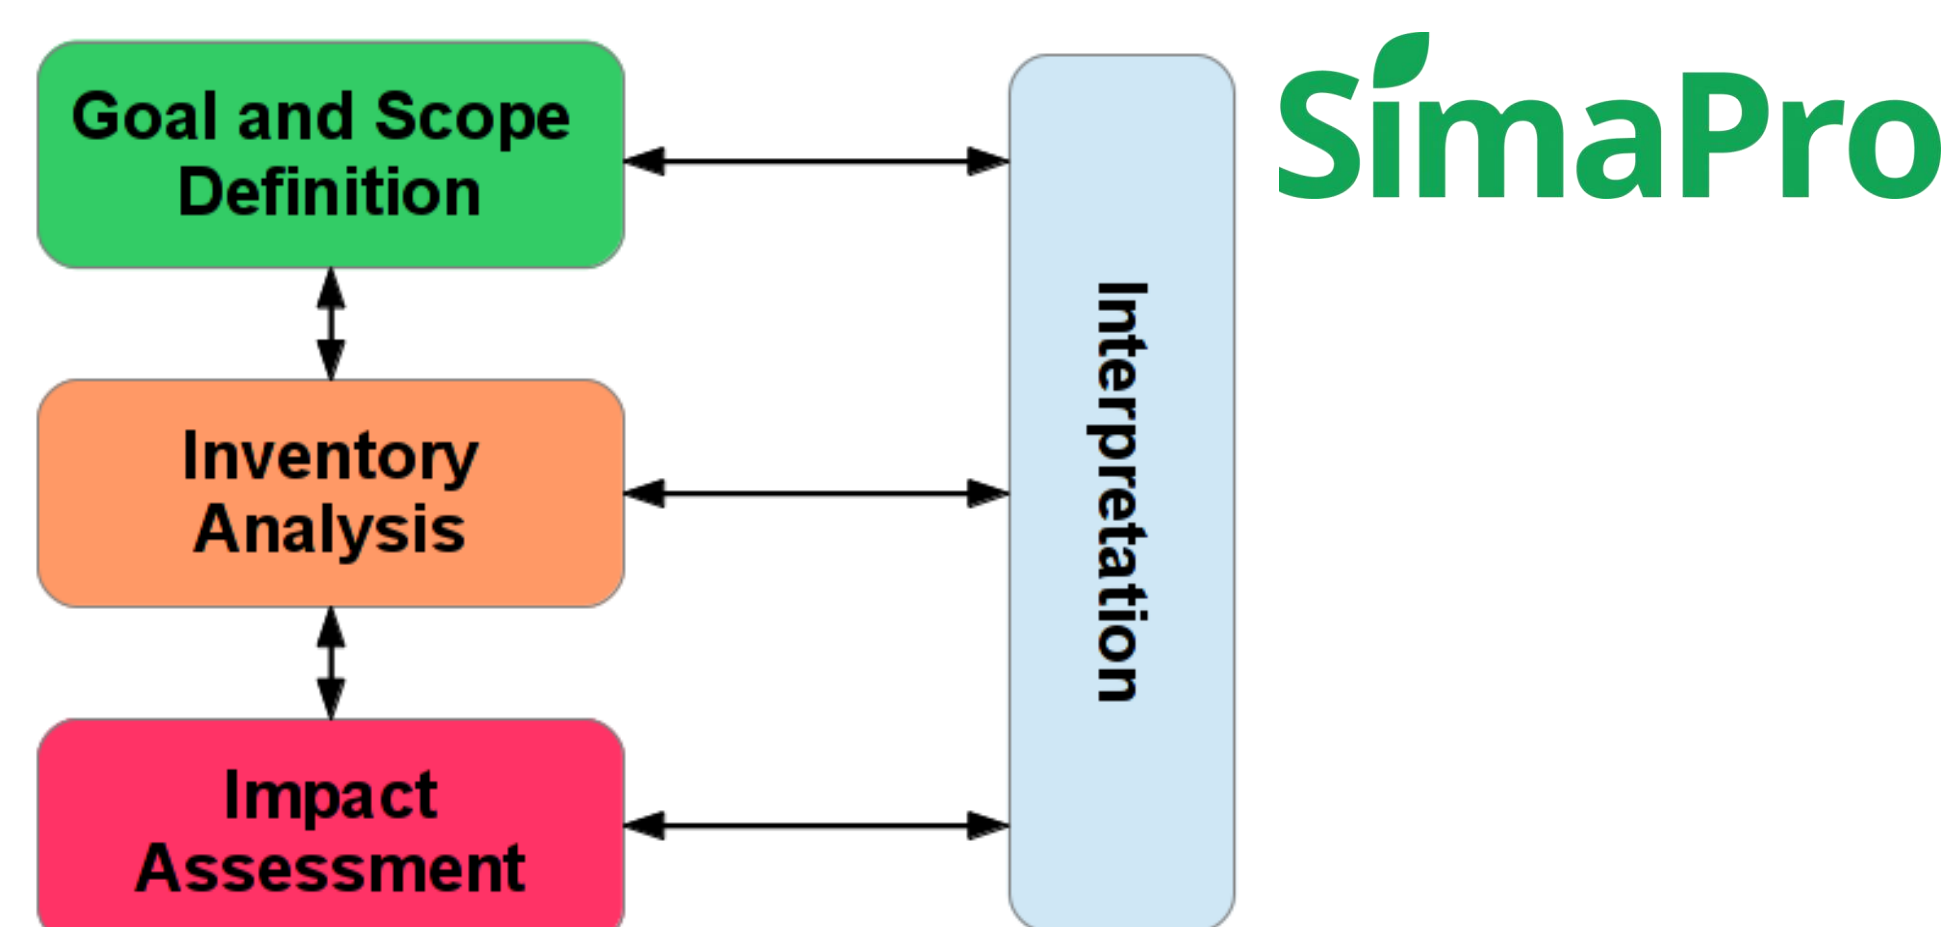 Goal and Scope
Definition
Inventory
Analysis
Impact
Assessment
Interpretation
SimaPro